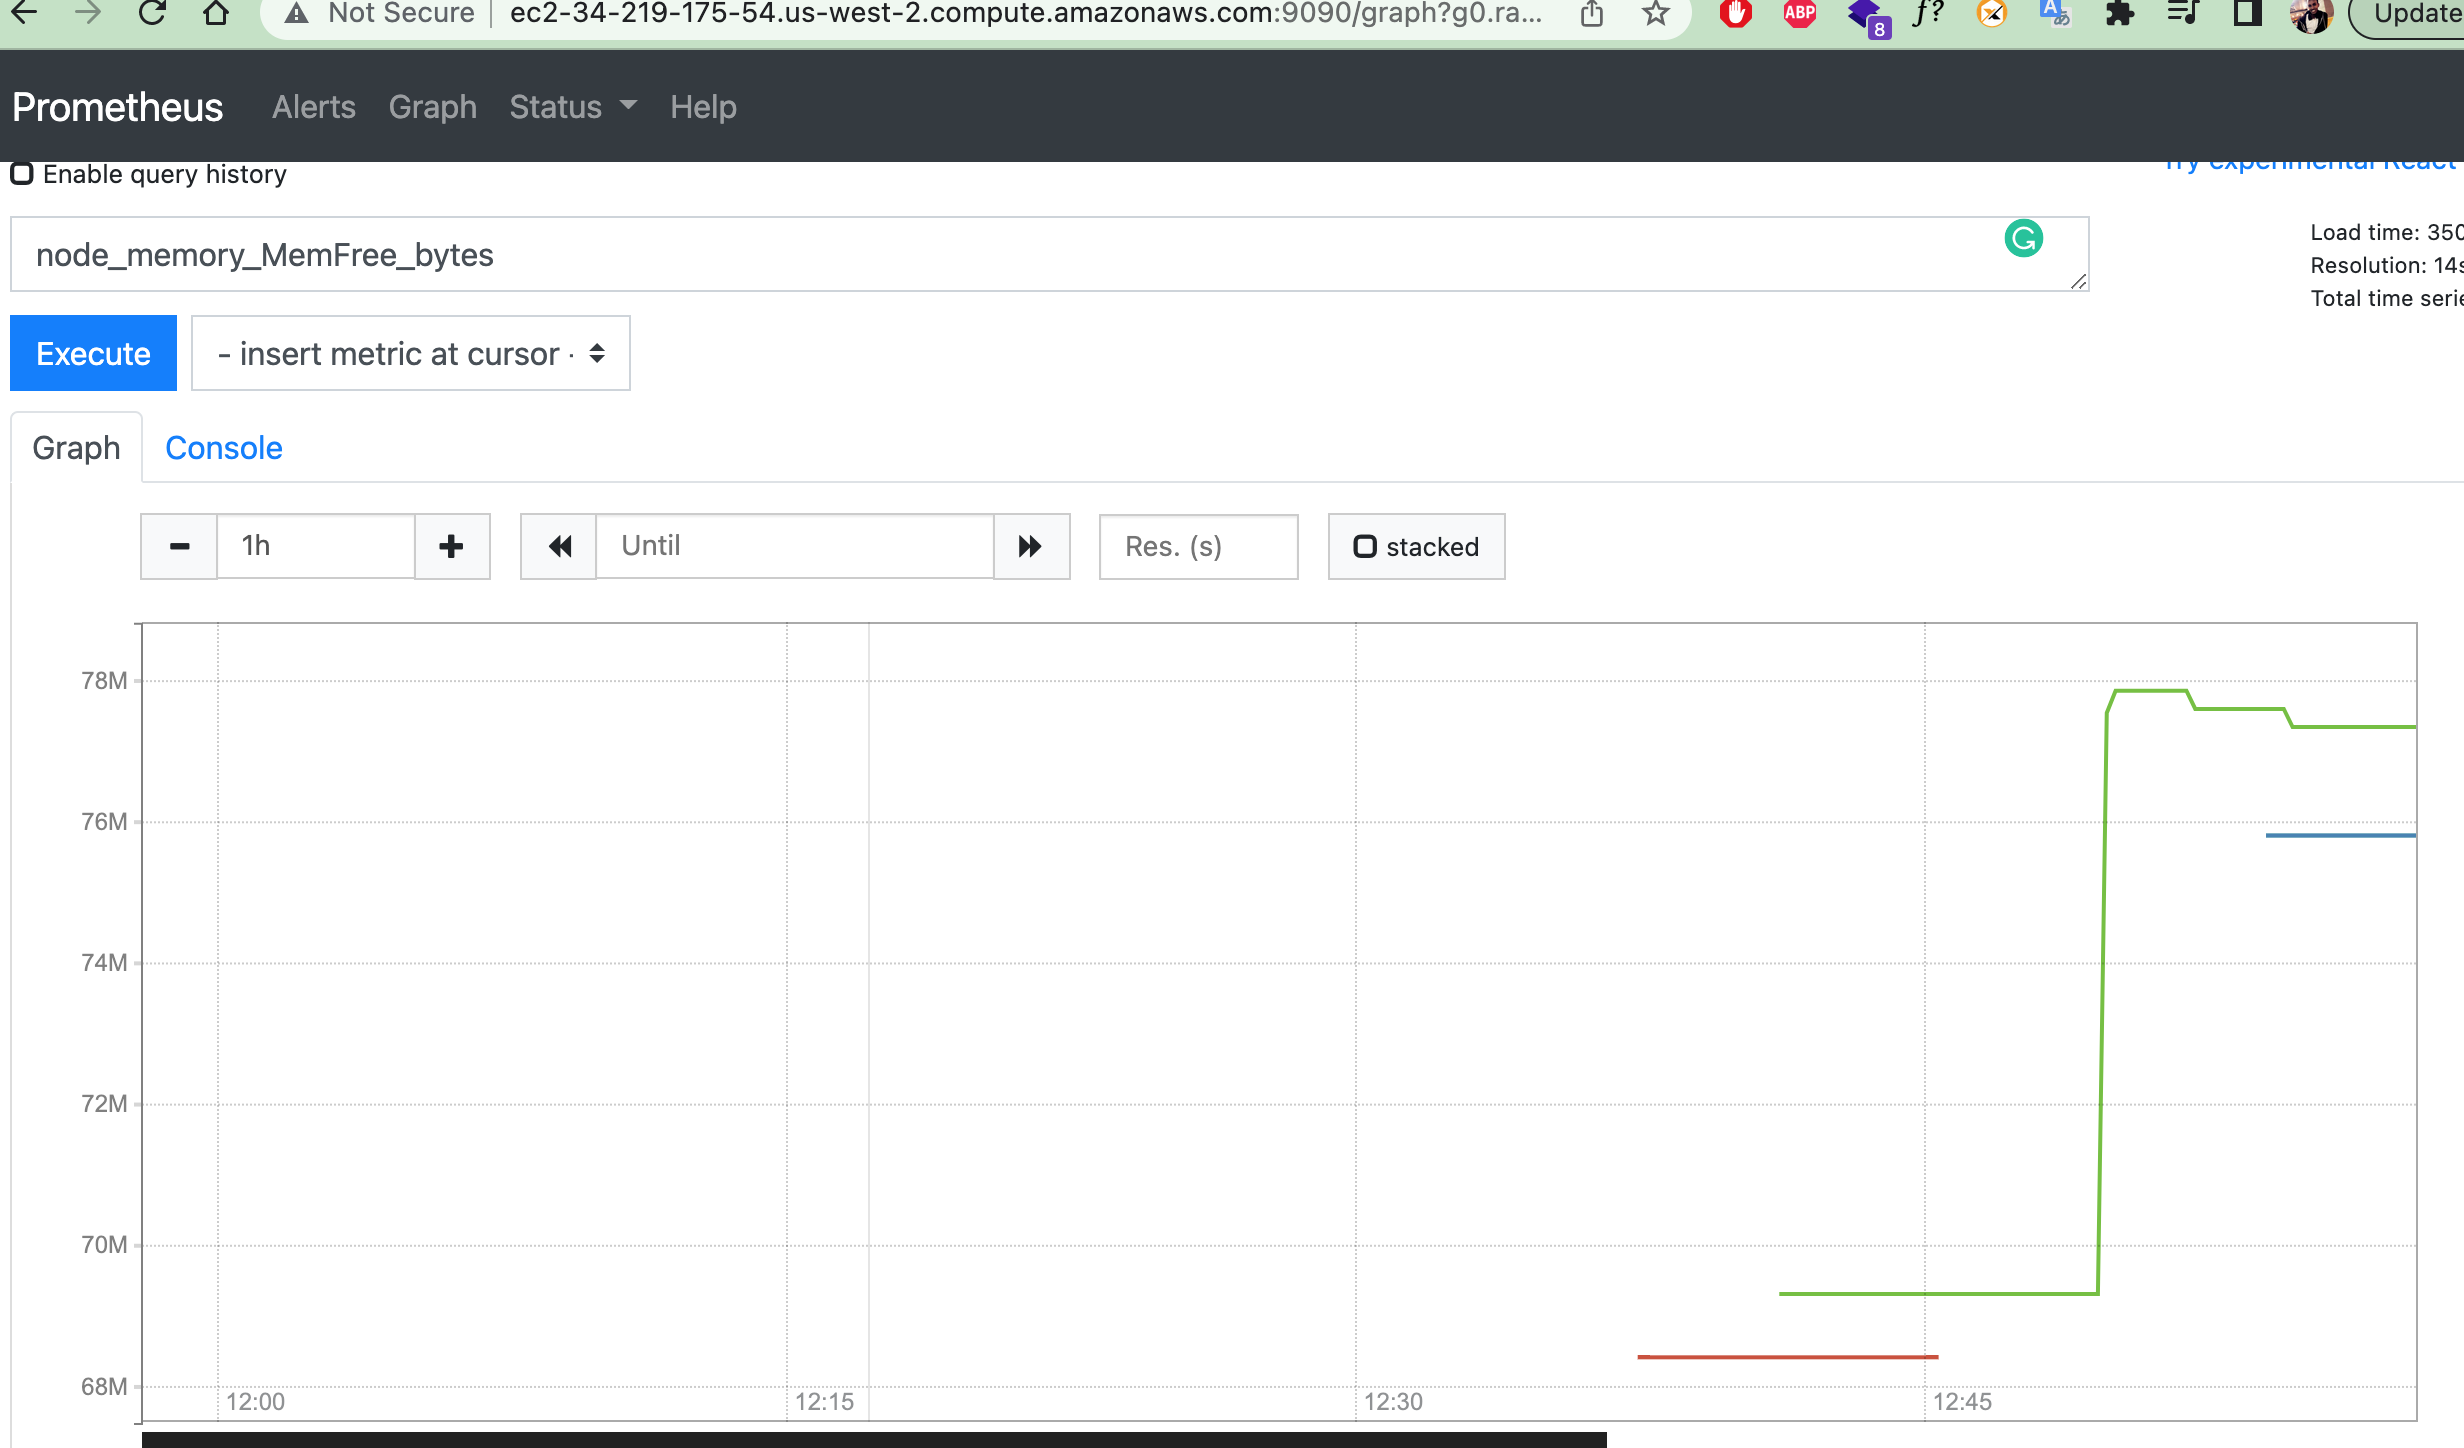 Not Secure ec2-34-219-175-54.us-west-2.compute.amazonaws.com:9090/graph?g0.ra... ABP 8 f? A Update
Prometheus Alerts Graph Status Help
Enable query history Try experimental React
node_memory_MemFree_bytes
Load time: 350
Resolution: 14s
Total time serie
Execute - insert metric at cursor -
Graph Console
1h Until Res. (s) stacked
78M
76M
74M
72M
70M
68M
12:00 12:15 12:30 12:45